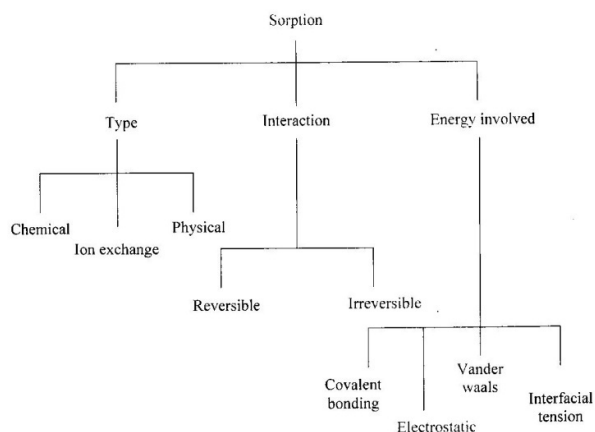 Sorption
Type
Interaction
Energy involved
Chemical
Ion exchange
Physical
Reversible
Irreversible
Covalent
bonding
Electrostatic
Vander
waals
Interfacial
tension